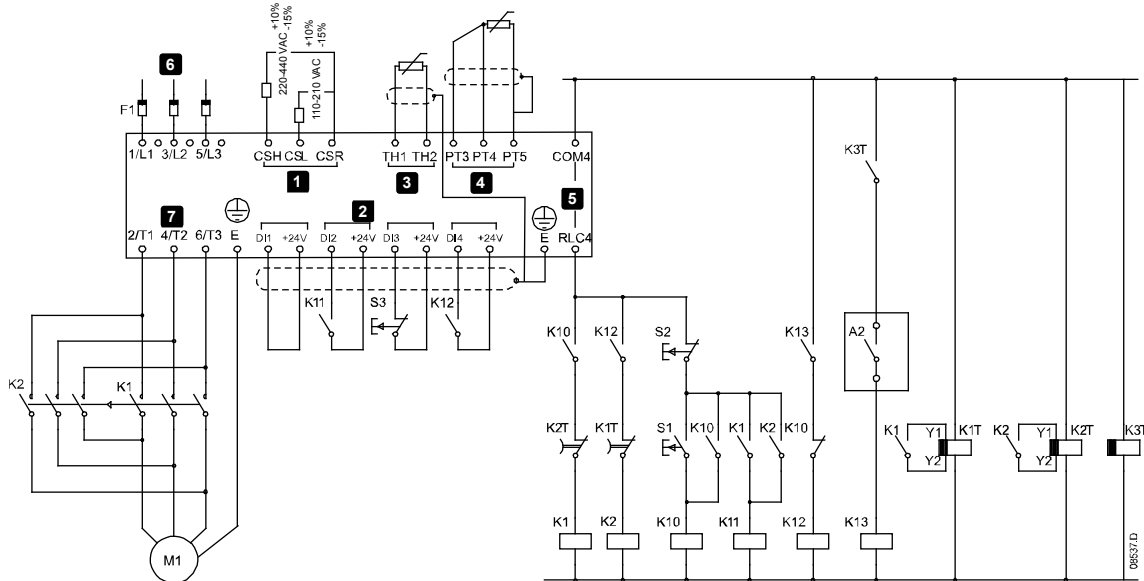 6
F1
220-440 VAC
+10%
-15%
110-210 VAC
+10%
-15%
1/L1 3/L2 5/L3 CSH CSL CSR TH1 TH2 PT3 PT4 PT5 COM4
1 3 4
5
7 2
2/T1 4/T2 6/T3 E DI1 +24V DI2 +24V DI3 +24V DI4 +24V E RLC4
K11 S3 K12
K2 K1
M1
K3T
K10 K12 S2 K13 A2
K2T K1T S1 K10 K1 K2 K10 K1 Y1 K1T K2 Y1 K2T K3T
Y2 Y2
K1 K2 K10 K11 K12 K13
08537.D